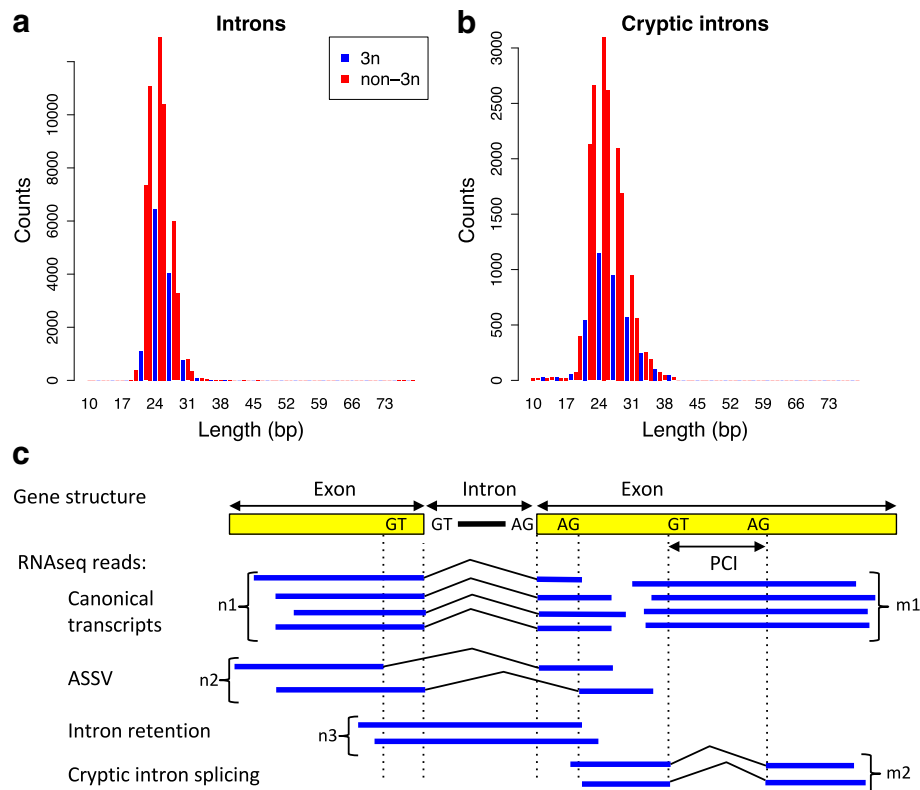 a
Introns
3n
non–3n
Counts
0
2000
4000
6000
8000
10000
10 17 24 31 38 45 52 59 66 73
Length (bp)
b
Cryptic introns
Counts
0
500
1000
1500
2000
2500
3000
10 17 24 31 38 45 52 59 66 73
Length (bp)
c
Gene structure
Exon Intron Exon
GT GT AG AG GT AG
PCI
RNAseq reads:
Canonical
transcripts
n1
m1
ASSV
n2
Intron retention
n3
Cryptic intron splicing
m2